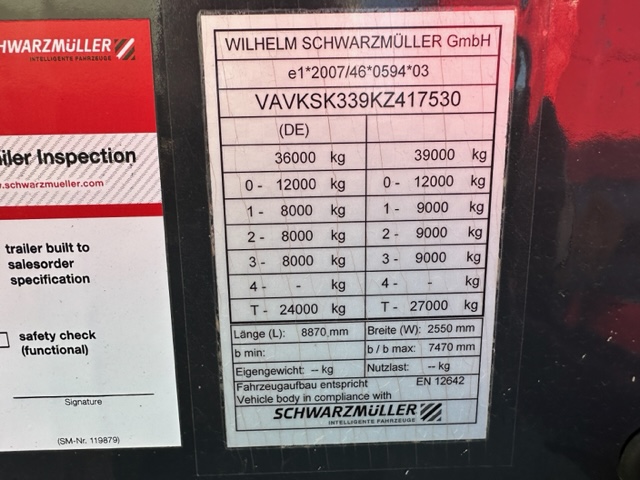 SCHWARZMÜLLER
INTELLIGENTE FAHRZEUGE
Inspection
.schwarzmueller.com
trailer built to
salesorder
specification
safety check
(functional)
Signature
(SM-Nr. 119879)
WILHELM SCHWARZMÜLLER GmbH
e1*2007/46*0594*03
VAVKSK339KZ417530
(DE)
36000 kg 39000 kg
0 - 12000 kg 0 - 12000 kg
1 - 8000 kg 1 - 9000 kg
2 - 8000 kg 2 - 9000 kg
3 - 8000 kg 3 - 9000 kg
4 - - kg 4 - - kg
T - 24000 kg T - 27000 kg
Länge (L): 8870 mm Breite (W): 2550 mm
b min: b / b max: 7470 mm
Eigengewicht: -- kg Nutzlast: -- kg
Fahrzeugaufbau entspricht EN 12642
Vehicle body in compliance with
SCHWARZMÜLLER
INTELLIGENTE FAHRZEUGE